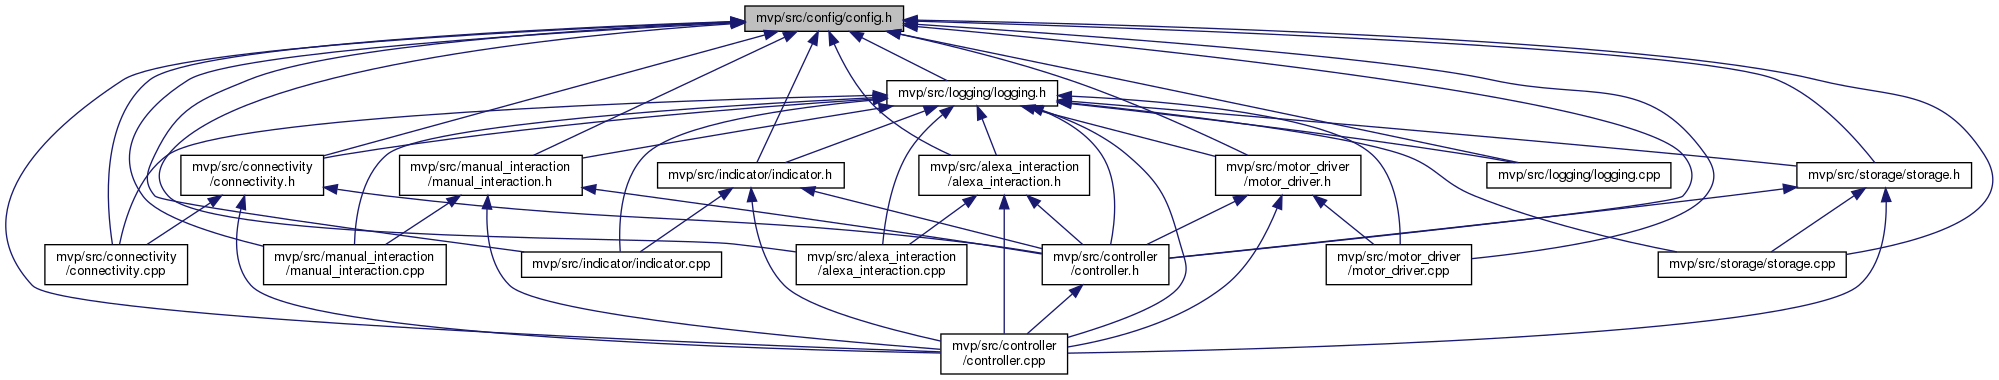 mvp/src/config/config.h
mvp/src/logging/logging.h
mvp/src/connectivity
/connectivity.h
mvp/src/manual_interaction
/manual_interaction.h
mvp/src/indicator/indicator.h
mvp/src/alexa_interaction
/alexa_interaction.h
mvp/src/motor_driver
/motor_driver.h
mvp/src/logging/logging.cpp
mvp/src/storage/storage.h
mvp/src/connectivity
/connectivity.cpp
mvp/src/manual_interaction
/manual_interaction.cpp
mvp/src/indicator/indicator.cpp
mvp/src/alexa_interaction
/alexa_interaction.cpp
mvp/src/controller
/controller.h
mvp/src/motor_driver
/motor_driver.cpp
mvp/src/storage/storage.cpp
mvp/src/controller
/controller.cpp